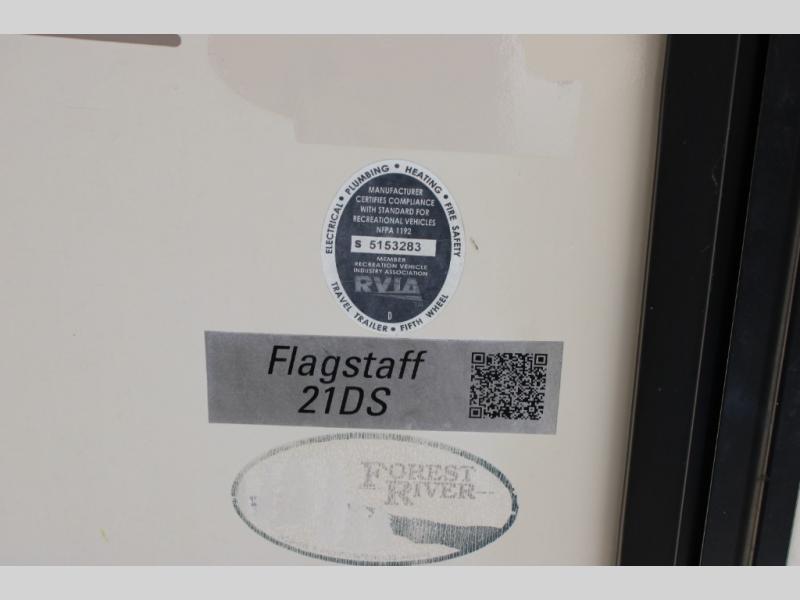 ELECTRICAL • PLUMBING • HEATING • FIRE SAFETY
MANUFACTURER
CERTIFIES COMPLIANCE
WITH STANDARD FOR
RECREATIONAL VEHICLES
NFPA 1192
S 5153283
MEMBER
RECREATION VEHICLE
INDUSTRY ASSOCIATION
RVIA
D
TRAVEL TRAILER • FIFTH WHEEL
Flagstaff
21DS
FOREST
RIVER